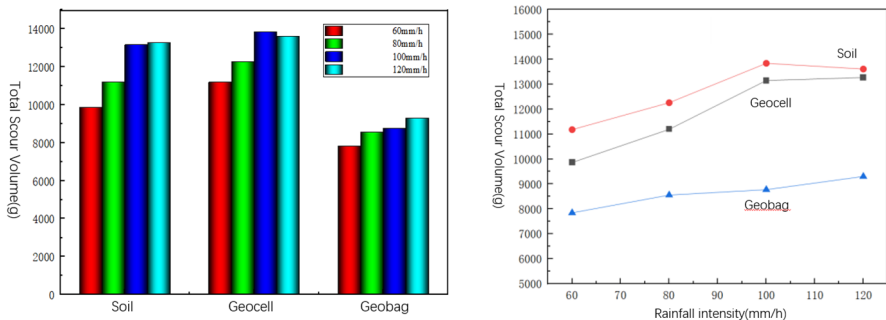 14000
12000
10000
8000
6000
4000
2000
0
Total Scour Volume(g)
60mm/h
80mm/h
100mm/h
120mm/h
Soil
Geocell
Geobag
16000
15000
14000
13000
12000
11000
10000
9000
8000
7000
6000
5000
Total Scour Volume(g)
Soil
Geocell
Geobag
60
70
80
90
100
110
120
Rainfall intensity(mm/h)